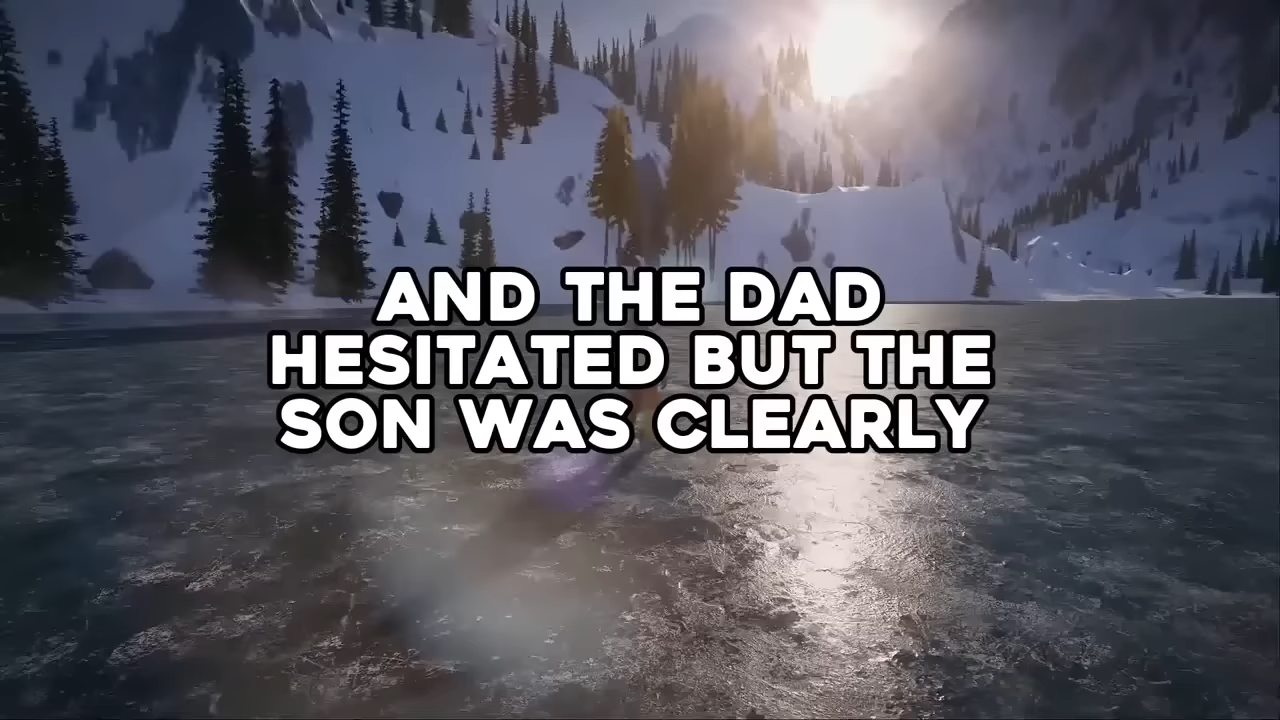 AND THE DAD
HESITATED BUT THE
SON WAS CLEARLY